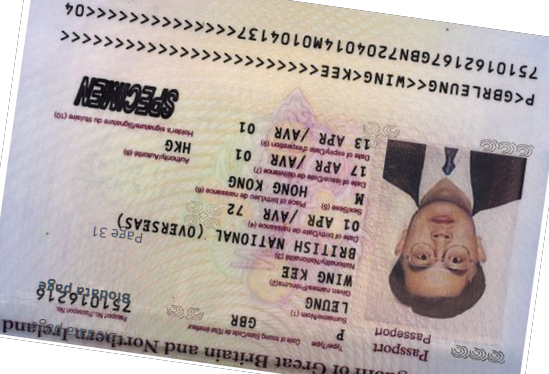 dom of Great Britain and Northern Ireland
Passport
Passeport
Type/Type
P
Code of Issuing State/Code de l'Etat émetteur
GBR
Passport No./Passeport No.
751016216
Biodata page
Surname/Nom (1)
LEUNG
Given names/Prénoms(2)
WING KEE
Nationality/Nationalité (3)
BRITISH NATIONAL (OVERSEAS)
Page 31
Date of birth/Date de naissance (4)
01 APR /AVR 72
Sex/Sexe (5)
M
Place of birth/Lieu de naissance (6)
HONG KONG
Date of issue/Date de délivrance (7)
17 APR /AVR 01
Authority/Autorité (8)
HKG
Date of expiry/Date d'expiration (9)
13 APR /AVR 01
Holder's signature/Signature du titulaire (10)
SPECIMEN
P<GBRLEUNG<<WING<KEE<<<<<<<<<<<<<<<<<<<<<<<<
7510162167GBN7204014M0104137<<<<<<<<<<<<<<04